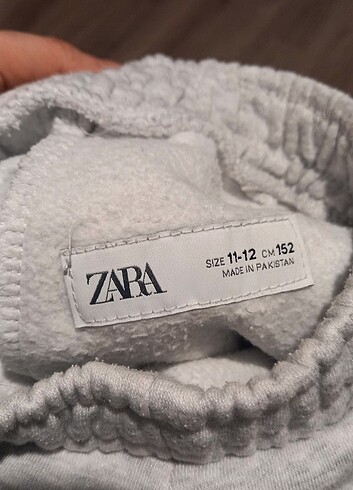 ZARA
SIZE 11-12 CM 152
MADE IN PAKISTAN